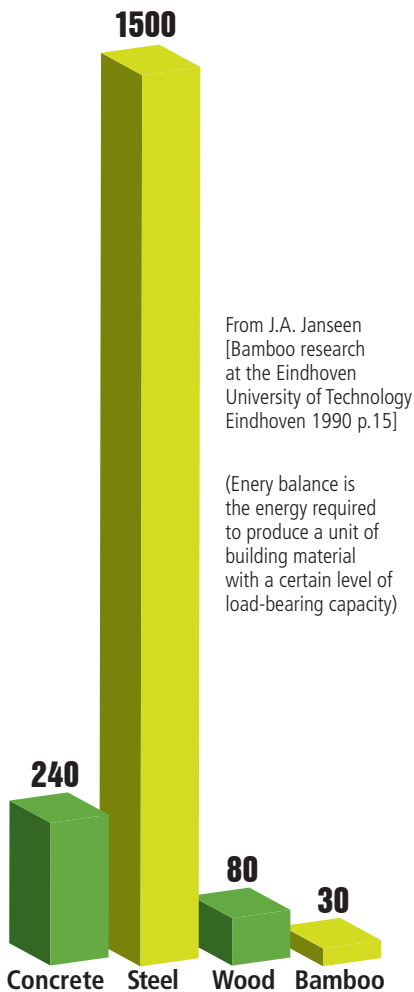 1500
From J.A. Janseen
[Bamboo research
at the Eindhoven
University of Technology
Eindhoven 1990 p.15]
(Enery balance is
the energy required
to produce a unit of
building material
with a certain level of
load-bearing capacity)
240
80
30
Concrete Steel Wood Bamboo